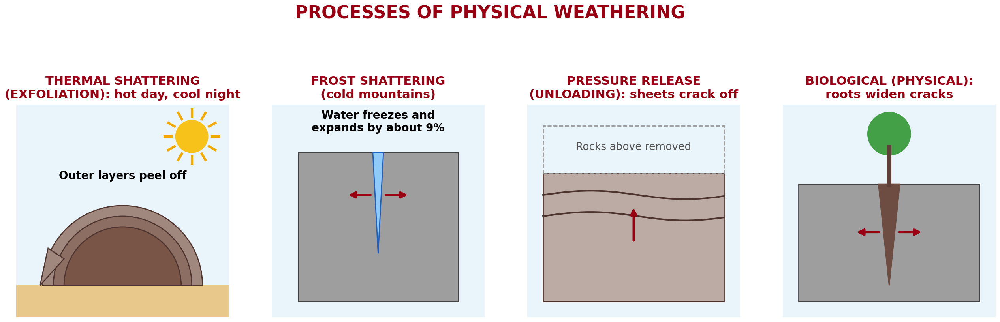 PROCESSES OF PHYSICAL WEATHERING
THERMAL SHATTERING
(EXFOLIATION): hot day, cool night
Outer layers peel off
FROST SHATTERING
(cold mountains)
Water freezes and
expands by about 9%
PRESSURE RELEASE
(UNLOADING): sheets crack off
Rocks above removed
BIOLOGICAL (PHYSICAL):
roots widen cracks